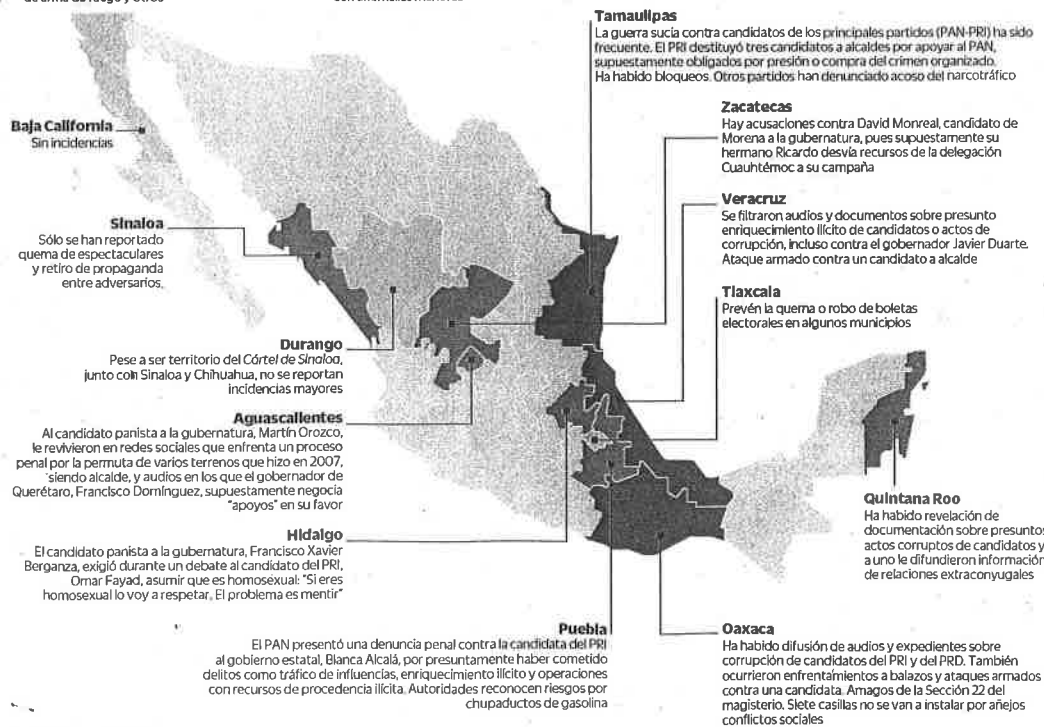 Tamaulipas
La guerra sucia contra candidatos de los principales partidos (PAN-PRI) ha sido
frecuente. El PRI destituyó tres candidatos a alcaldes por apoyar al PAN,
supuestamente obligados por presión o compra del crimen organizado.
Ha habido bloqueos. Otros partidos han denunciado acoso del narcotráfico
Zacatecas
Hay acusaciones contra David Monreal, candidato de
Morena a la gubernatura, pues supuestamente su
hermano Ricardo desvía recursos de la delegación
Cuauhtémoc a su campaña
Baja California
Sin incidencias
Veracruz
Se filtraron audios y documentos sobre presunto
enriquecimiento ilícito de candidatos o actos de
corrupción, incluso contra el gobernador Javier Duarte.
Ataque armado contra un candidato a alcalde
Sinaloa
Sólo se han reportado
quema de espectaculares
y retiro de propaganda
entre adversarios.
Tlaxcala
Prevén la quema o robo de boletas
electorales en algunos municipios
Durango
Pese a ser territorio del Cártel de Sinaloa,
junto con Sinaloa y Chihuahua, no se reportan
incidencias mayores
Aguascalientes
Al candidato panista a la gubernatura, Martín Orozco,
le revivieron en redes sociales que enfrenta un proceso
penal por la permuta de varios terrenos que hizo en 2007,
siendo alcalde, y audios en los que el gobernador de
Querétaro, Francisco Domínguez, supuestamente negocia
"apoyos" en su favor
Quintana Roo
Ha habido revelación de
documentación sobre presuntos
actos corruptos de candidatos y
a uno le difundieron información
de relaciones extraconyugales
Hidalgo
El candidato panista a la gubernatura, Francisco Xavier
Berganza, exigió durante un debate al candidato del PRI,
Omar Fayad, asumir que es homosexual: "Si eres
homosexual lo voy a respetar. El problema es mentir"
Puebla
El PAN presentó una denuncia penal contra la candidata del PRI
al gobierno estatal, Blanca Alcalá, por presuntamente haber cometido
delitos como tráfico de influencias, enriquecimiento ilícito y operaciones
con recursos de procedencia ilícita. Autoridades reconocen riesgos por
chupaductos de gasolina
Oaxaca
Ha habido difusión de audios y expedientes sobre
corrupción de candidatos del PRI y del PRD. También
ocurrieron enfrentamientos a balazos y ataques armados
contra una candidata. Amagos de la Sección 22 del
magisterio. Siete casillas no se van a instalar por añejos
conflictos sociales